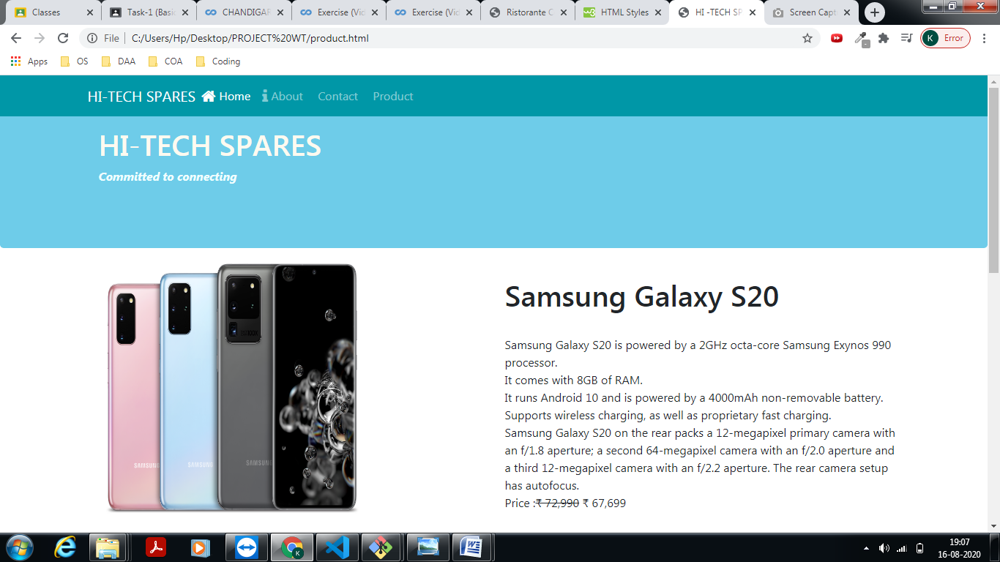 Classes
Task-1 (Basic
CHANDIGAR
Exercise (Vic
Exercise (Vic
Ristorante C
HTML Styles
HI -TECH SP
Screen Capt
File
C:/Users/Hp/Desktop/PROJECT%20WT/product.html
K
Error
Apps
OS
DAA
COA
Coding
HI-TECH SPARES Home About Contact Product
HI-TECH SPARES
Committed to connecting
SAMSUNG
SAMSUNG
SAMSUNG
Samsung Galaxy S20
Samsung Galaxy S20 is powered by a 2GHz octa-core Samsung Exynos 990
processor.
It comes with 8GB of RAM.
It runs Android 10 and is powered by a 4000mAh non-removable battery.
Supports wireless charging, as well as proprietary fast charging.
Samsung Galaxy S20 on the rear packs a 12-megapixel primary camera with
an f/1.8 aperture; a second 64-megapixel camera with an f/2.0 aperture and
a third 12-megapixel camera with an f/2.2 aperture. The rear camera setup
has autofocus.
Price :₹ 72,990 ₹ 67,699
19:07
16-08-2020